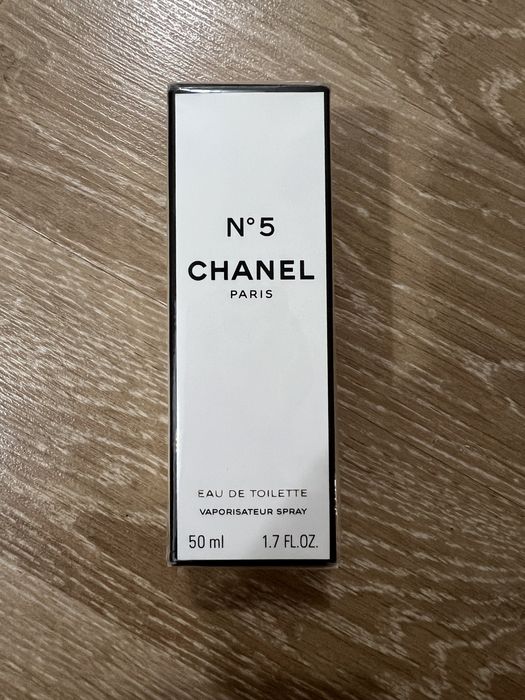 N°5
CHANEL
PARIS
EAU DE TOILETTE
VAPORISATEUR SPRAY
50 ml 1.7 FL.OZ.